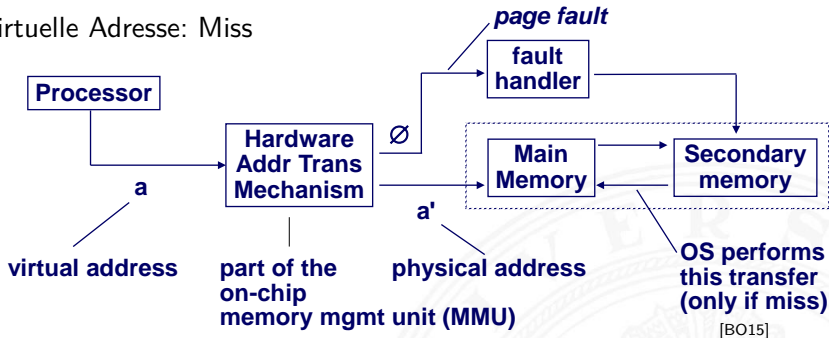 irtuelle Adresse: Miss
page fault
fault
handler
Processor
Hardware
Addr Trans
Mechanism
∅
Main
Memory
Secondary
memory
a
a'
virtual address
part of the
on-chip
memory mgmt unit (MMU)
physical address
OS performs
this transfer
(only if miss)
[BO15]